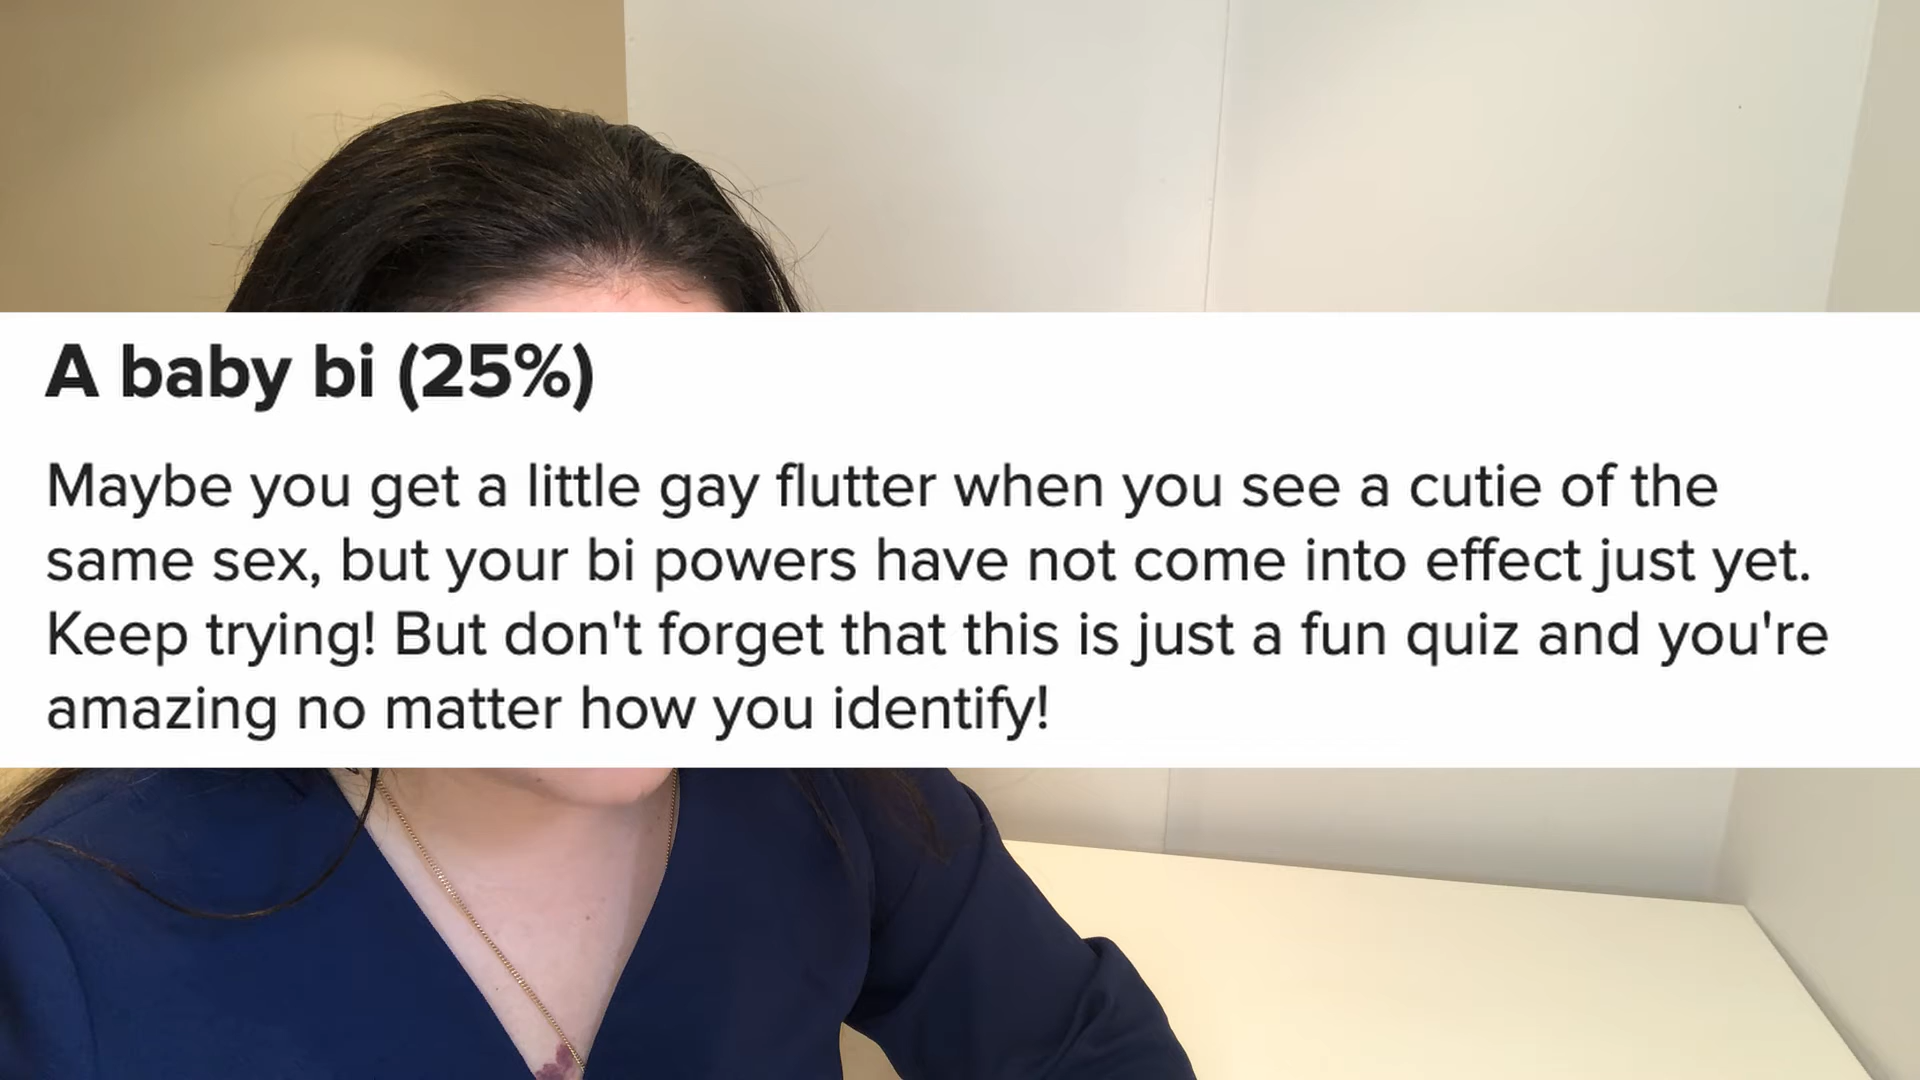 A baby bi (25%)
Maybe you get a little gay flutter when you see a cutie of the
same sex, but your bi powers have not come into effect just yet.
Keep trying! But don't forget that this is just a fun quiz and you're
amazing no matter how you identify!